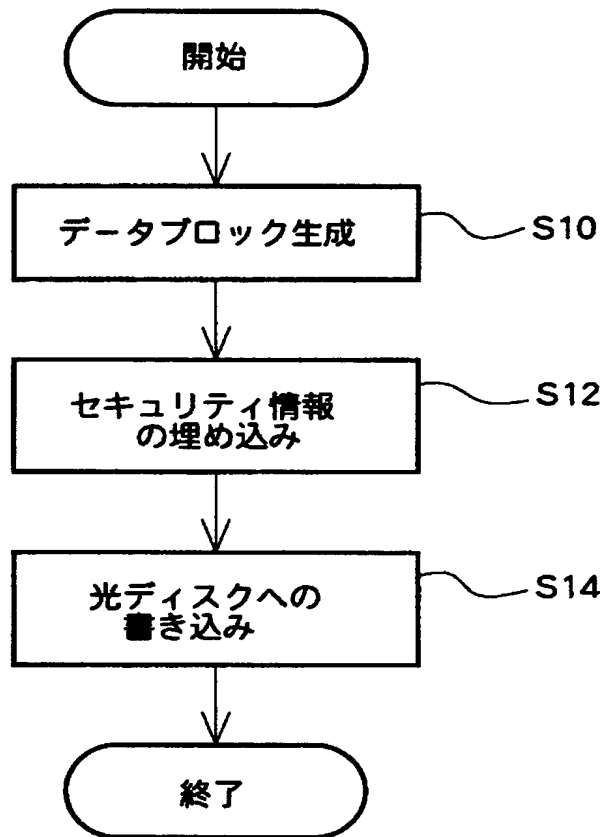 開始
データブロック生成
S10
セキュリティ情報
の埋め込み
S12
光ディスクへの
書き込み
S14
終了